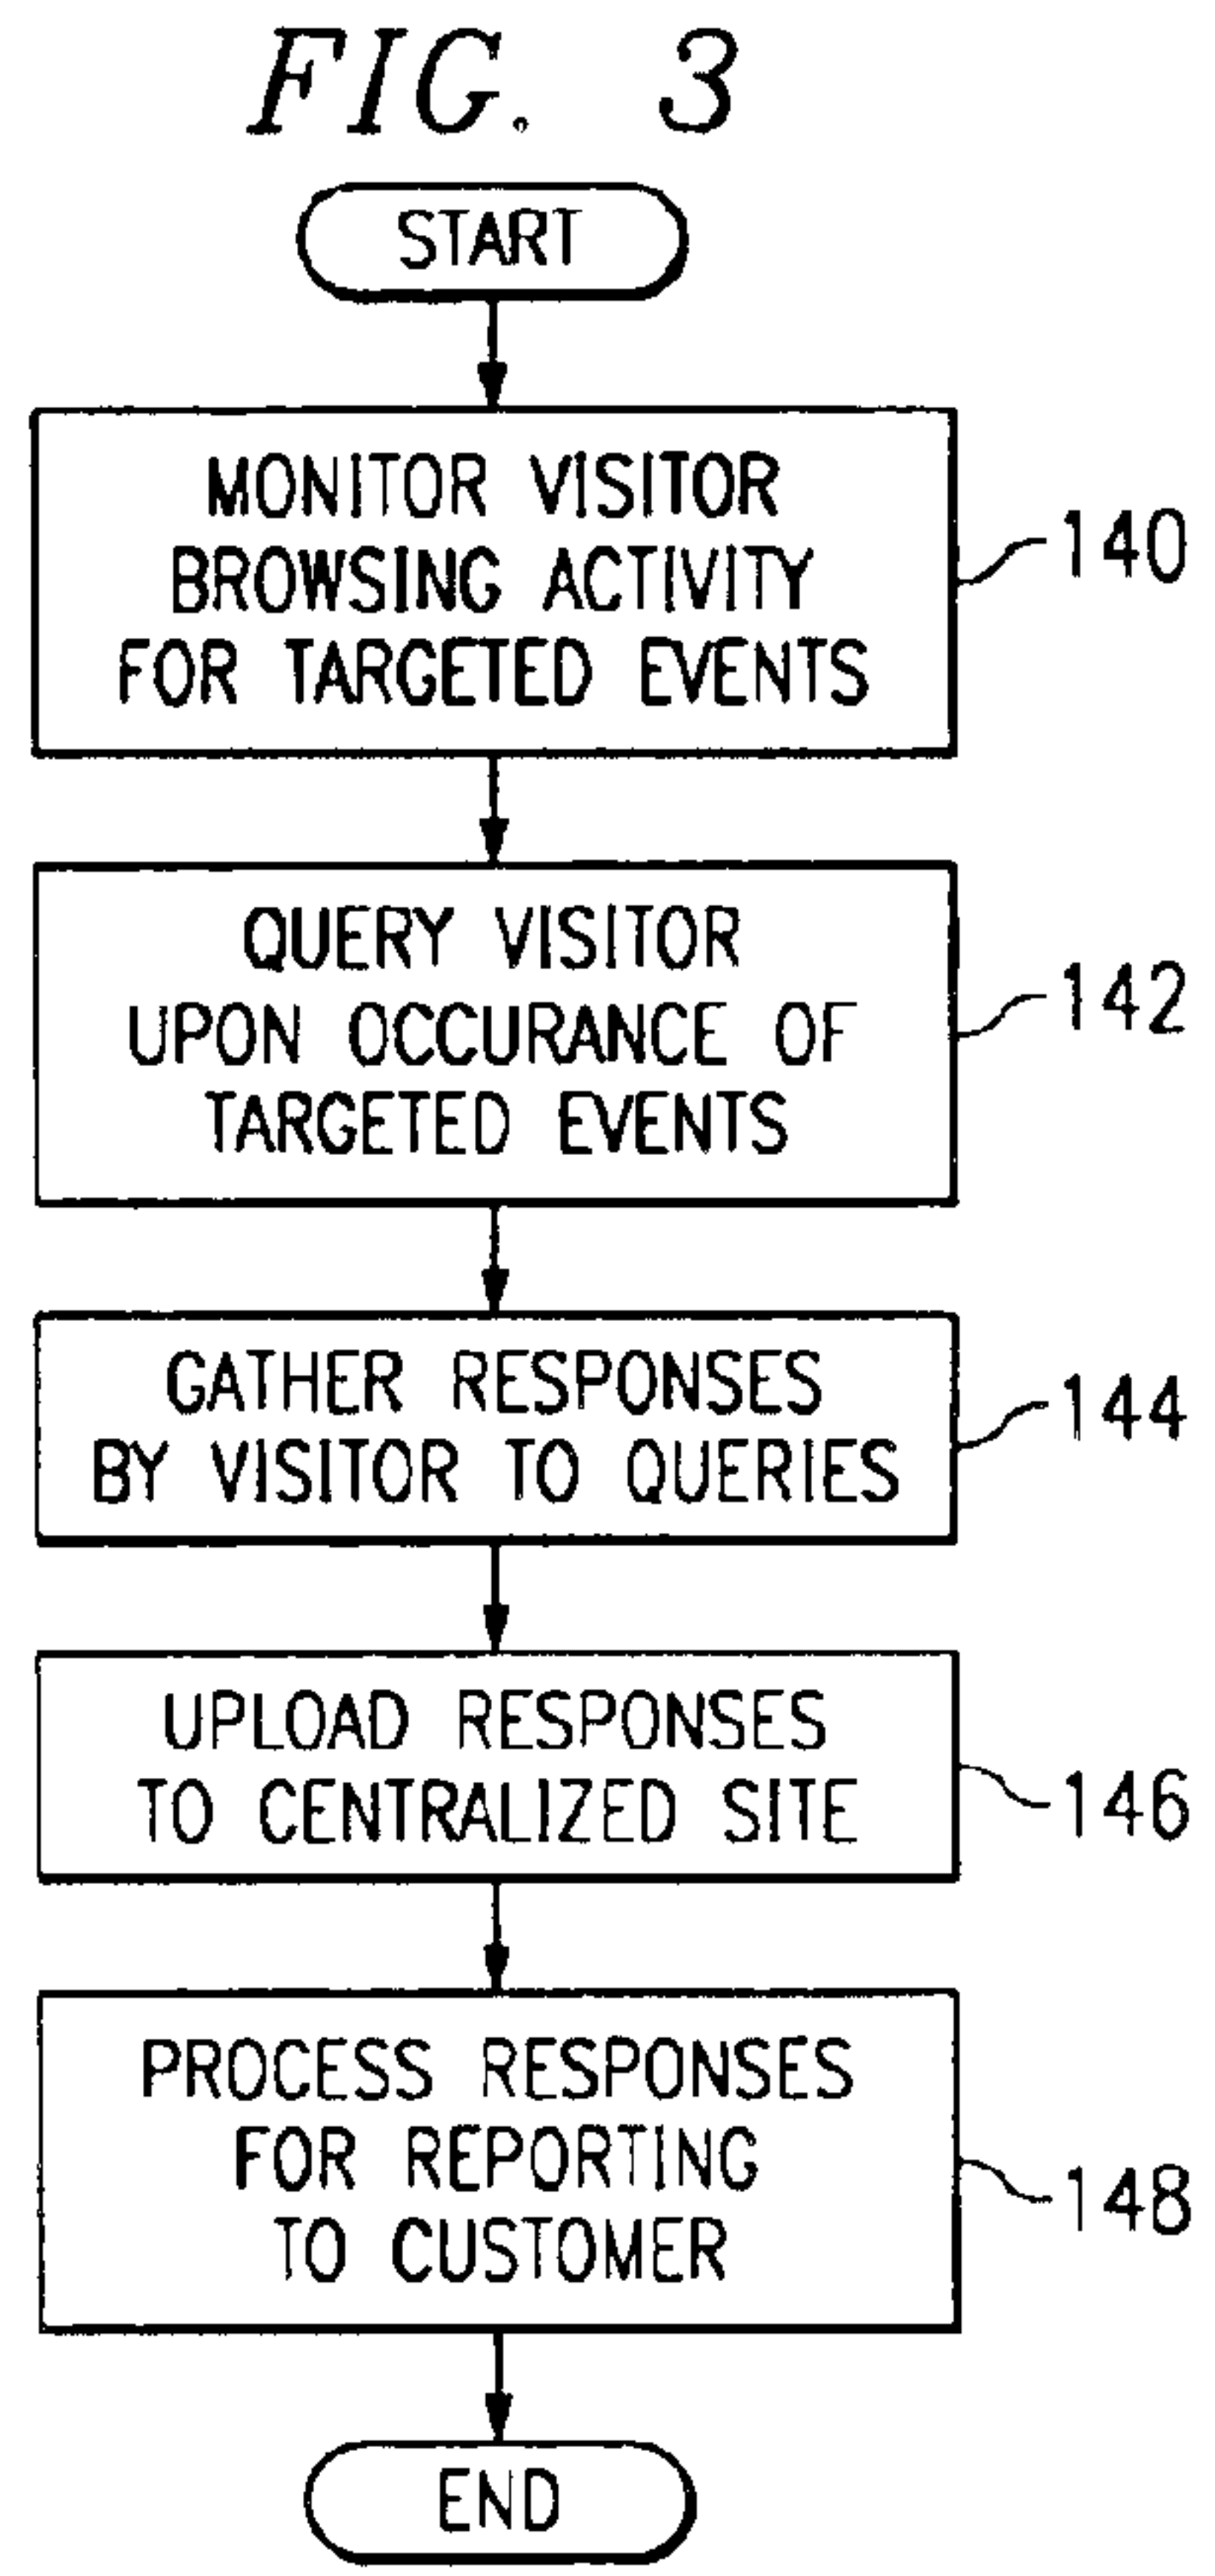 FIG. 3
START
MONITOR VISITOR
BROWSING ACTIVITY
FOR TARGETED EVENTS
140
QUERY VISITOR
UPON OCCURANCE OF
TARGETED EVENTS
142
GATHER RESPONSES
BY VISITOR TO QUERIES
144
UPLOAD RESPONSES
TO CENTRALIZED SITE
146
PROCESS RESPONSES
FOR REPORTING
TO CUSTOMER
148
END